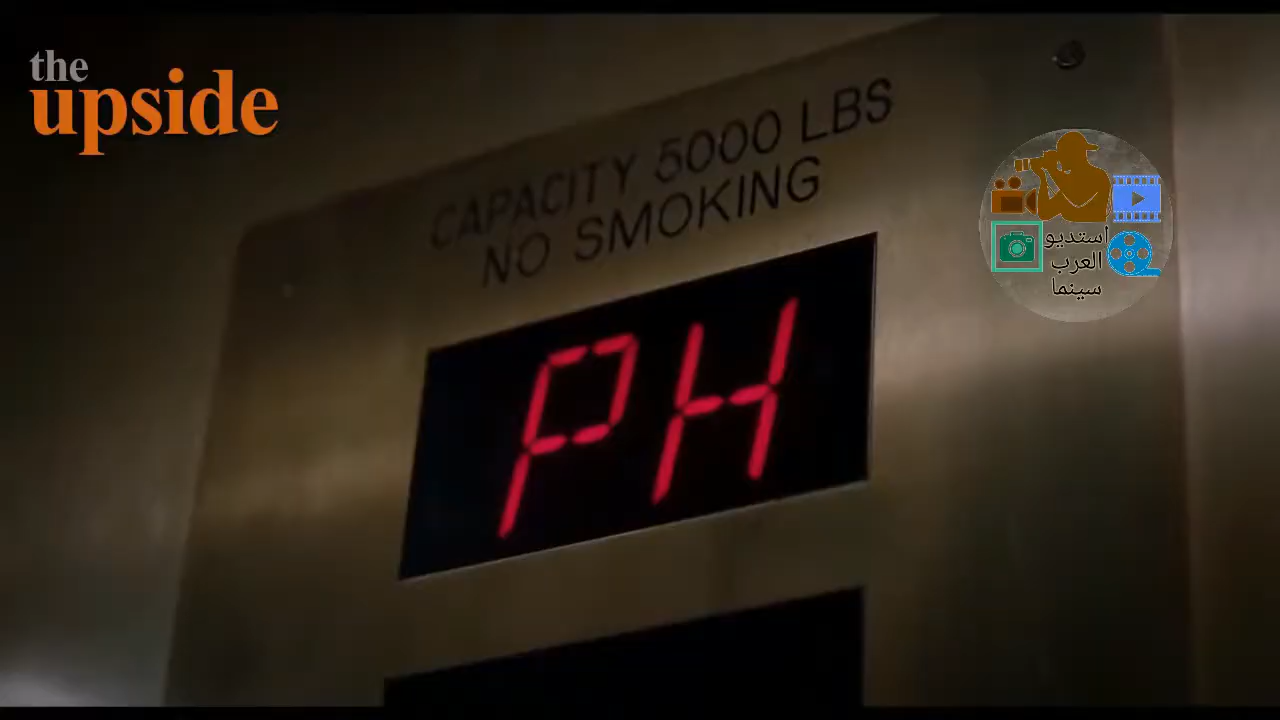 the
upside
CAPACITY 5000 LBS
NO SMOKING
PH
استديو
العرب
سينما